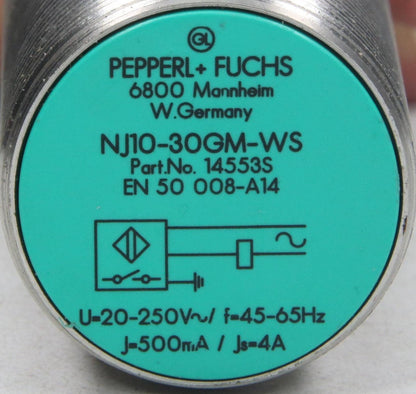 GL
PEPPERL+ FUCHS
6800 Mannheim
W.Germany
NJ10-30GM-WS
Part.No. 14553S
EN 50 008-A14
U=20-250V~/ f=45-65Hz
J=500mA / Js=4A